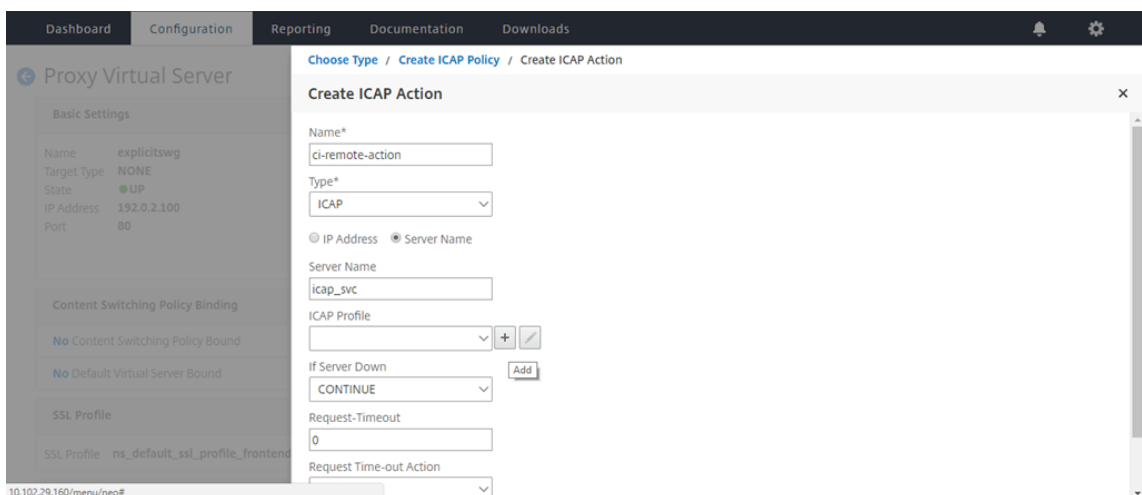 Dashboard Configuration Reporting Documentation Downloads
Proxy Virtual Server
Basic Settings
Name explicitswg
Target Type NONE
State UP
IP Address 192.0.2.100
Port 80
Content Switching Policy Binding
No Content Switching Policy Bound
No Default Virtual Server Bound
SSL Profile
SSL Profile ns_default_ssl_profile_frontend
10.102.29.160/menu/neo#
Choose Type / Create ICAP Policy / Create ICAP Action
Create ICAP Action
Name*
ci-remote-action
Type*
ICAP
IP Address Server Name
Server Name
icap_svc
ICAP Profile
+
If Server Down
Add
CONTINUE
Request-Timeout
0
Request Time-out Action